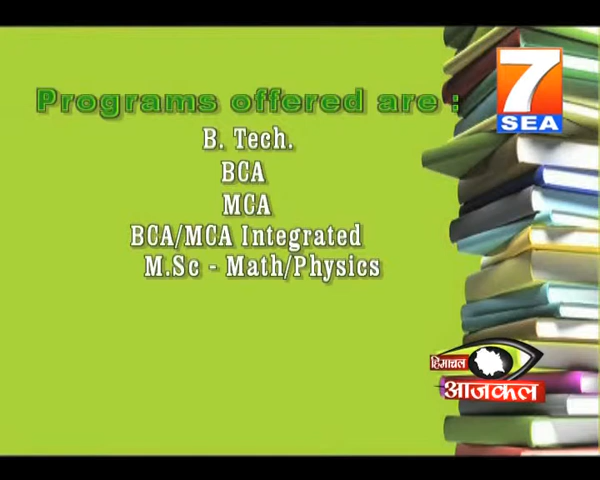 Programs offered are :
B. Tech.
BCA
MCA
BCA/MCA Integrated
M.Sc - Math/Physics
7
SEA
हिमाचल
आजकल